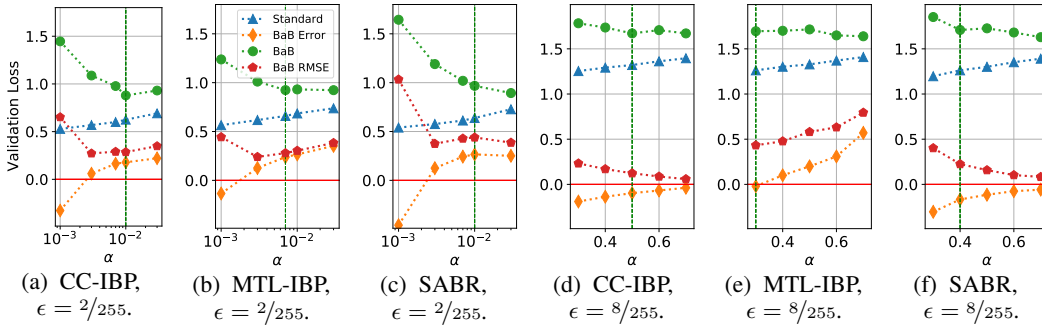 Validation Loss
1.5
1.0
0.5
0.0
10⁻³
10⁻²
α
1.5
1.0
0.5
0.0
10⁻³
10⁻²
α
Standard
BaB Error
BaB
BaB RMSE
1.5
1.0
0.5
0.0
10⁻³
10⁻²
α
1.5
1.0
0.5
0.0
0.4
0.6
α
1.5
1.0
0.5
0.0
0.4
0.6
α
1.5
1.0
0.5
0.0
0.4
0.6
α
(a) CC-IBP,
ϵ = 2/255.
(b) MTL-IBP,
ϵ = 2/255.
(c) SABR,
ϵ = 2/255.
(d) CC-IBP,
ϵ = 8/255.
(e) MTL-IBP,
ϵ = 8/255.
(f) SABR,
ϵ = 8/255.